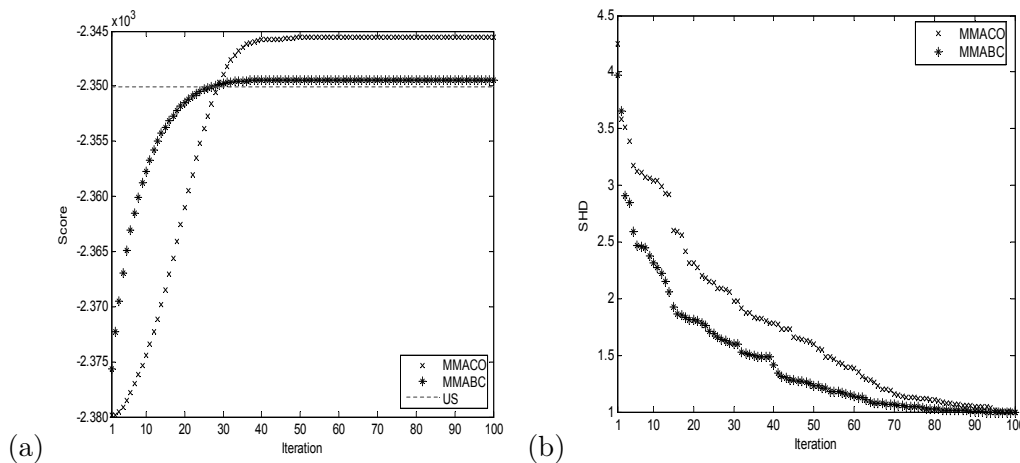 x10³
-2.345
-2.350
-2.355
-2.360
-2.365
-2.370
-2.375
-2.380
Score
MMACO
MMABC
US
1 10 20 30 40 50 60 70 80 90 100
Iteration
(a)
4.5
4
3.5
3
2.5
2
1.5
1
SHD
MMACO
MMABC
1 10 20 30 40 50 60 70 80 90 100
Iteration
(b)